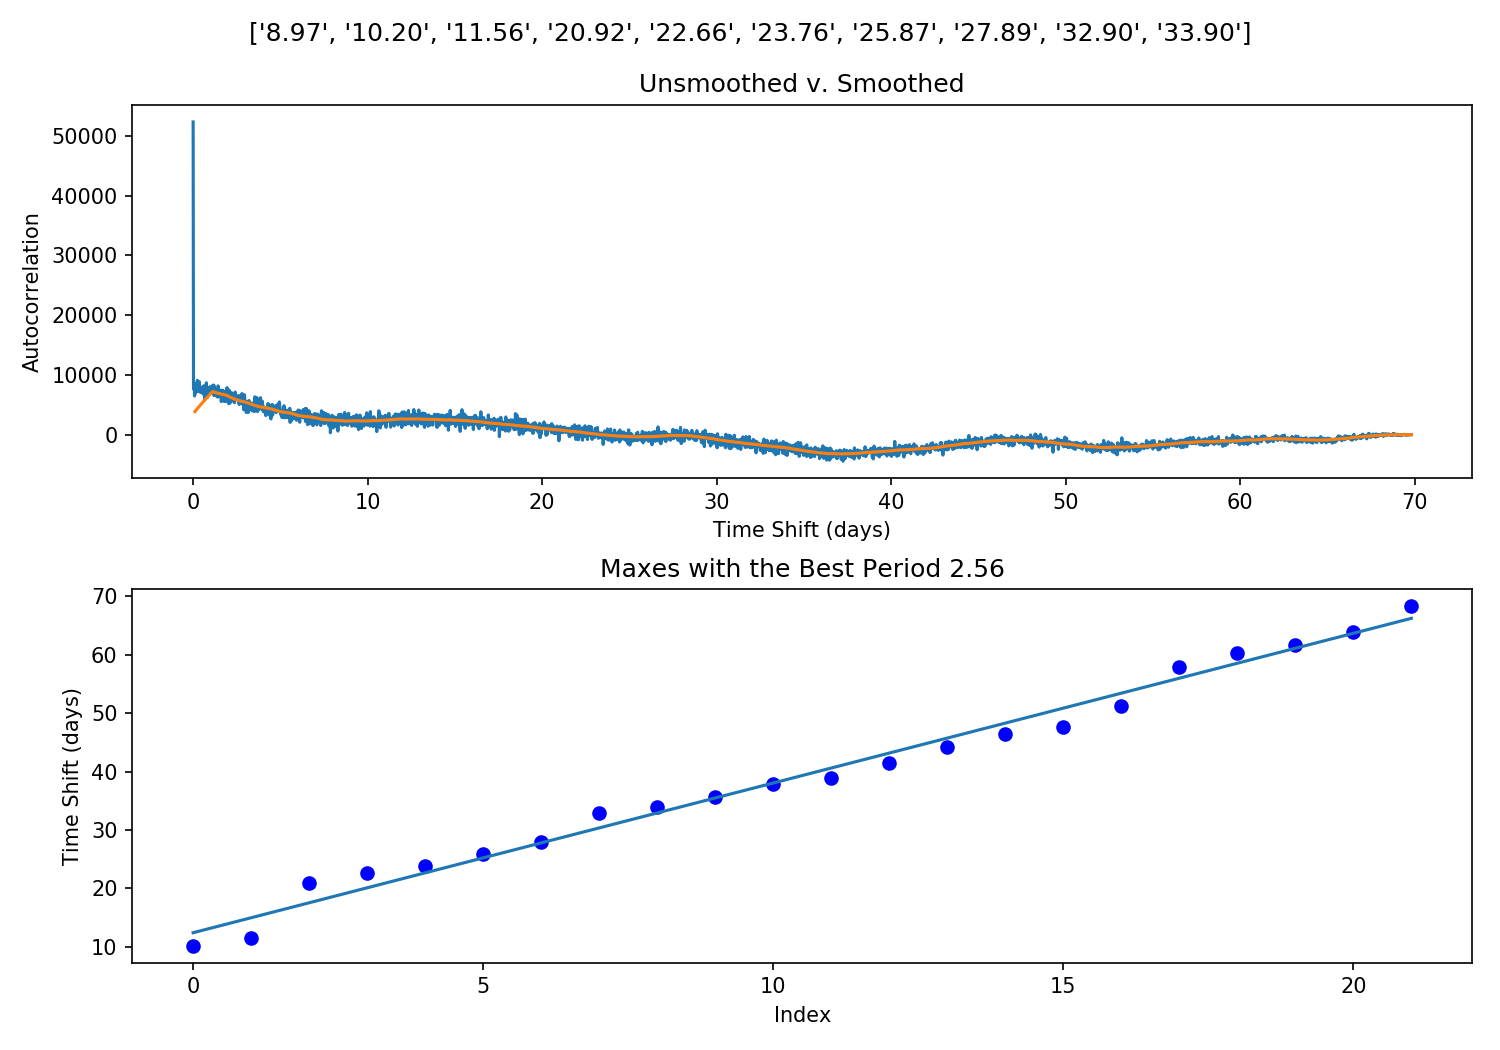 ['8.97', '10.20', '11.56', '20.92', '22.66', '23.76', '25.87', '27.89', '32.90', '33.90']
Unsmoothed v. Smoothed
50000
40000
30000
20000
10000
0
Autocorrelation
0 10 20 30 40 50 60 70
Time Shift (days)
Maxes with the Best Period 2.56
70
60
50
40
30
20
10
Time Shift (days)
0 5 10 15 20
Index